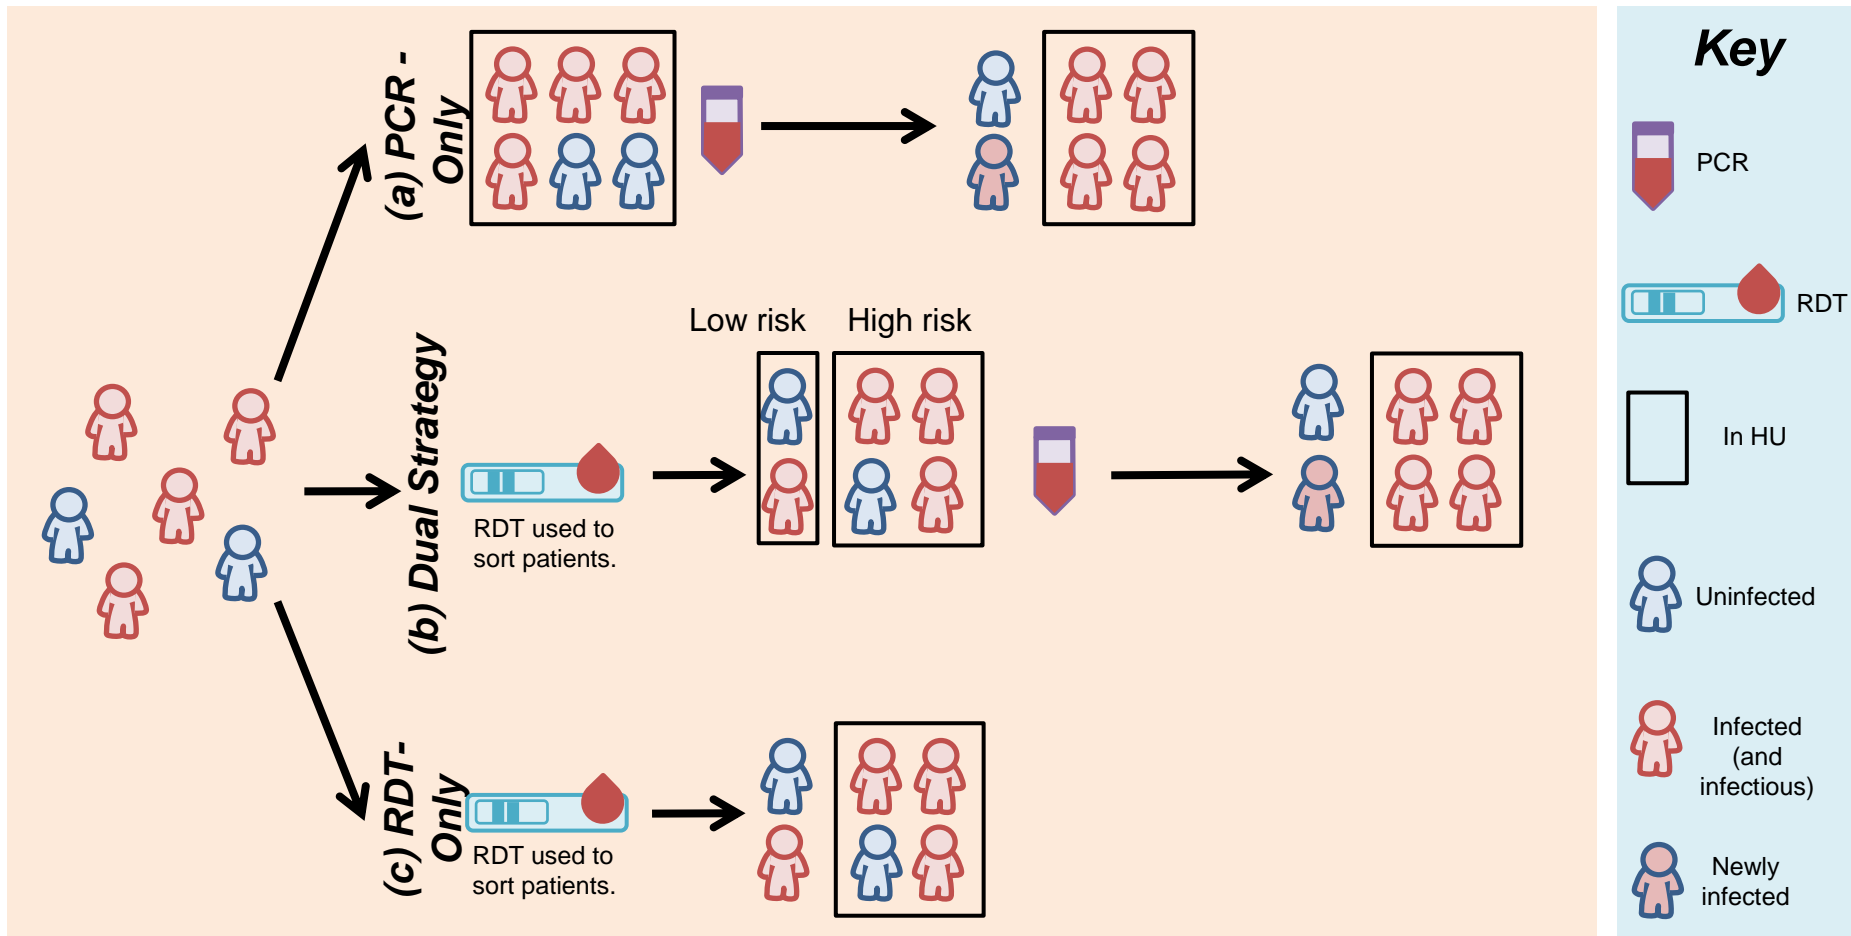 (a) PCR -
Only
Low risk
High risk
(b) Dual Strategy
RDT used to
sort patients.
(c) RDT-
Only
RDT used to
sort patients.
Key
PCR
RDT
In HU
Uninfected
Infected
(and
infectious)
Newly
infected